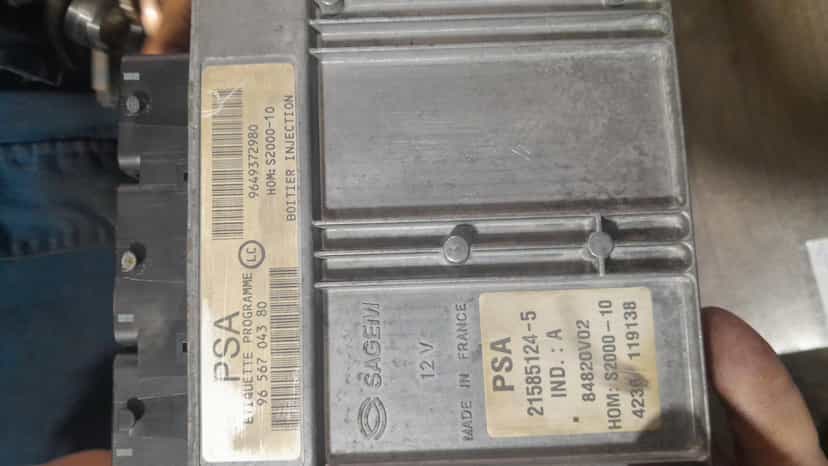 PSA
ETIQUETTE PROGRAMME
96 567 043 80
LC
9649372980
HOM:S2000-10
BOITIER INJECTION
SAGEM
12 V
MADE IN FRANCE
PSA
21585124-5
IND. : A
84820V02
HOM: S2000-10
119138